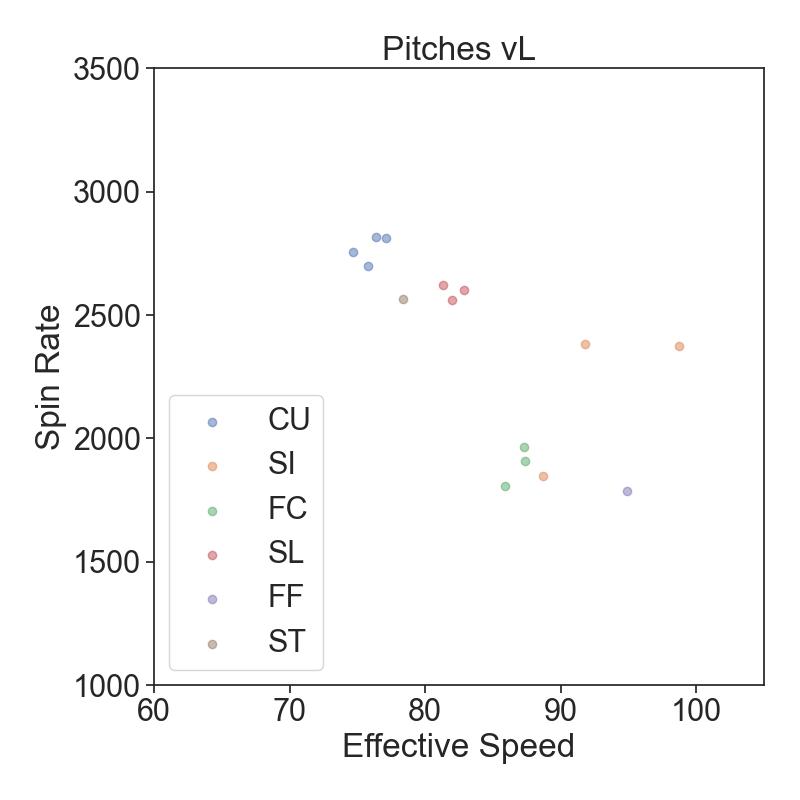 Pitches vL
3500
3000
2500
2000
1500
1000
Spin Rate
CU
SI
FC
SL
FF
ST
60
70
80
90
100
Effective Speed